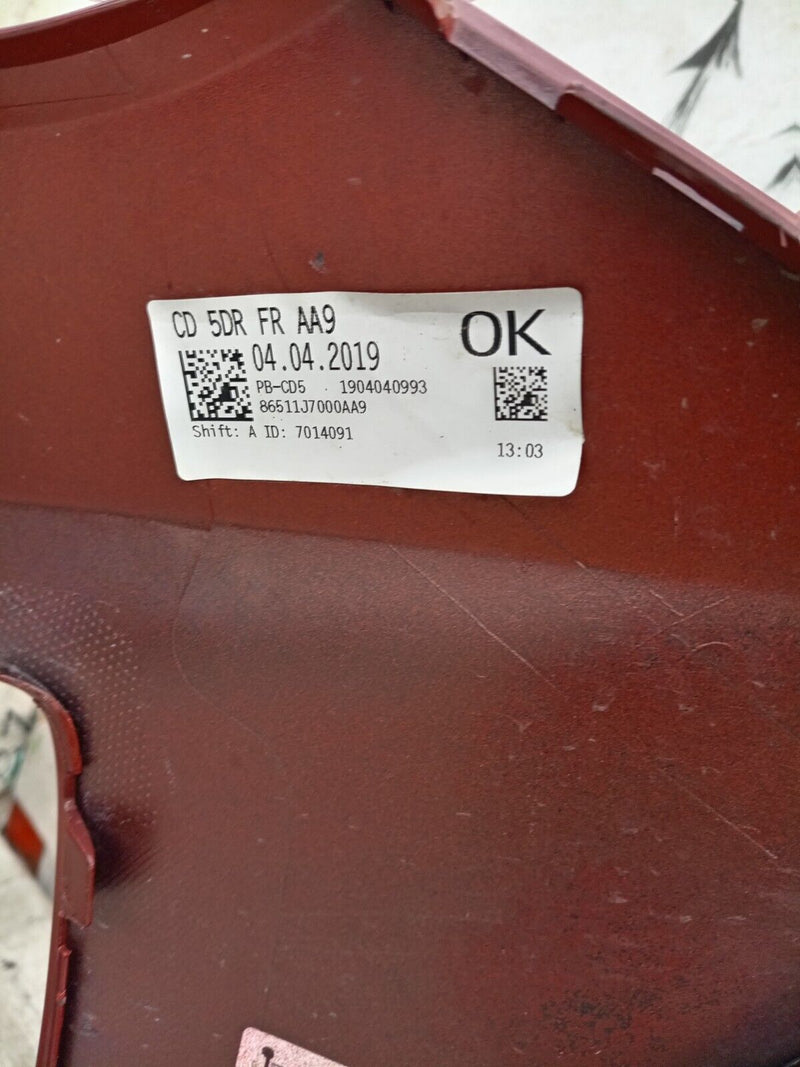 CD 5DR FR AA9
OK
04.04.2019
PB-CD5 1904040993
86511J7000AA9
Shift: A ID: 7014091
13:03